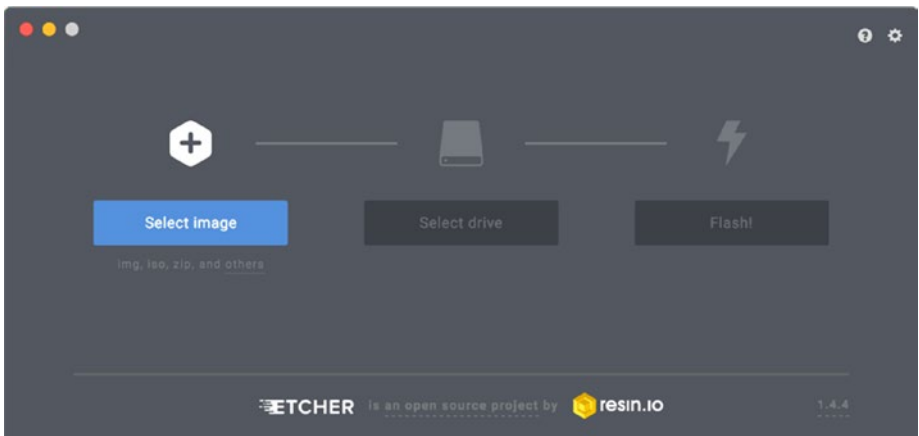 Select image
Select drive
Flash!
img, iso, zip, and others
ETCHER is an open source project by resin.io
1.4.4